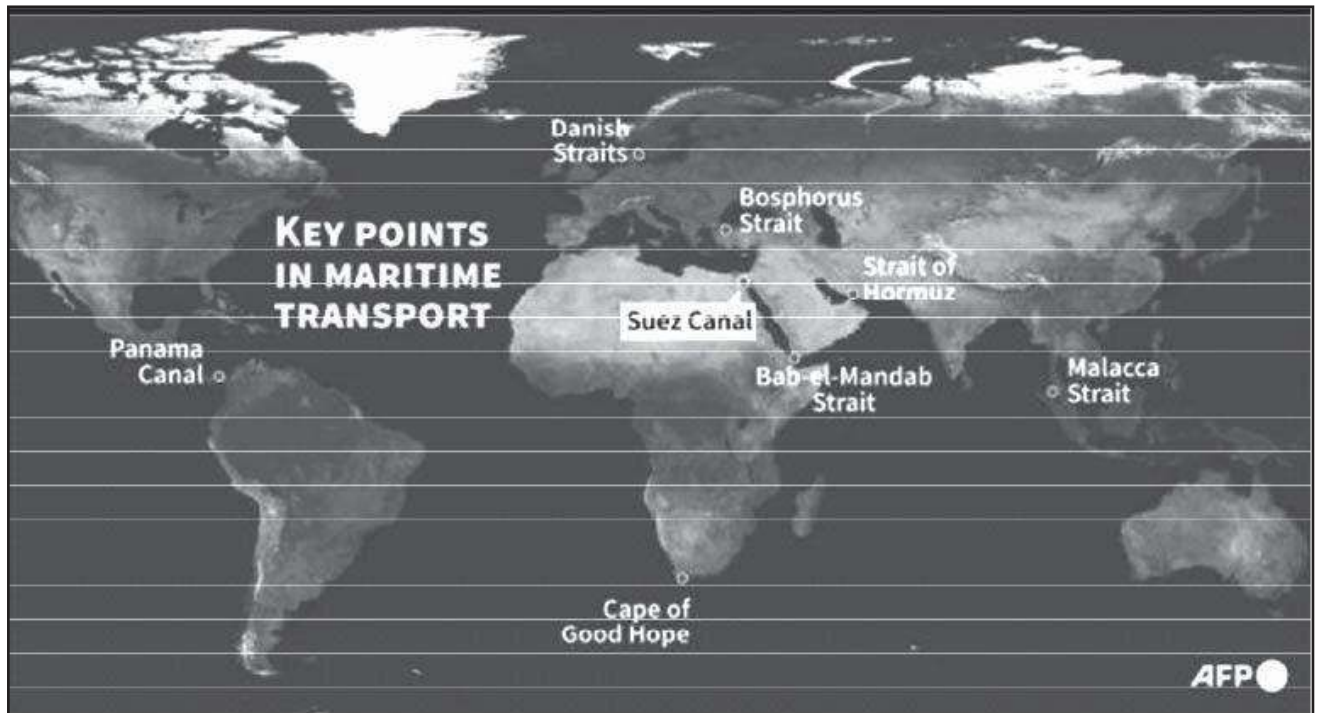 Danish
Straits
Bosphorus
Strait
KEY POINTS
IN MARITIME
TRANSPORT
Strait of
Hormuz
Suez Canal
Panama
Canal
Bab-el-Mandab
Strait
Malacca
Strait
Cape of
Good Hope
AFP